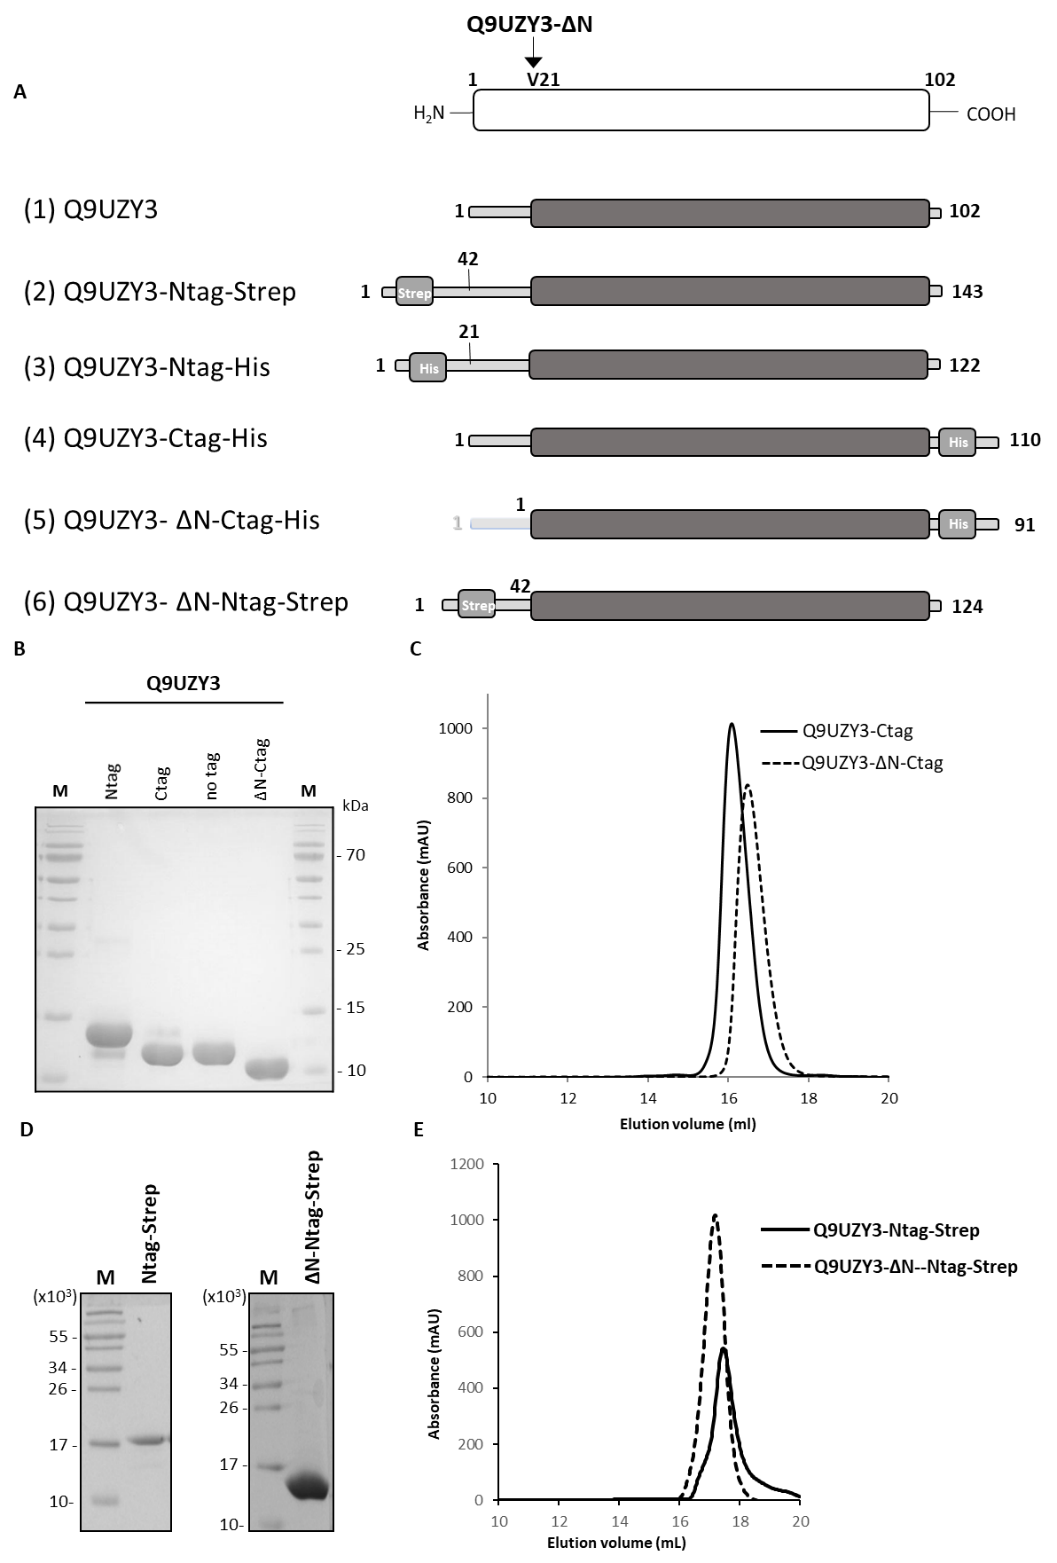 Q9UZY3-ΔN
1 V21 102
A
H₂N COOH
(1) Q9UZY3 1 102
42
(2) Q9UZY3-Ntag-Strep 1 Strep 143
21
(3) Q9UZY3-Ntag-His 1 His 122
(4) Q9UZY3-Ctag-His 1 His 110
1
(5) Q9UZY3- ΔN-Ctag-His 1 His 91
42
(6) Q9UZY3- ΔN-Ntag-Strep 1 Strep 124
B
Q9UZY3
M Ntag Ctag no tag ΔN-Ctag M
kDa
- 70
- 25
- 15
- 10
C
1000
800
600
400
200
0
Absorbance (mAU)
Q9UZY3-Ctag
Q9UZY3-ΔN-Ctag
10 12 14 16 18 20
Elution volume (ml)
D
M Ntag-Strep
(x10³)
55 -
34 -
26 -
17 -
10-
M ΔN-Ntag-Strep
(x10³)
55 -
34 -
26 -
17 -
10-
E
1200
1000
800
600
400
200
0
Absorbance (mAU)
Q9UZY3-Ntag-Strep
Q9UZY3-ΔN--Ntag-Strep
10 12 14 16 18 20
Elution volume (mL)